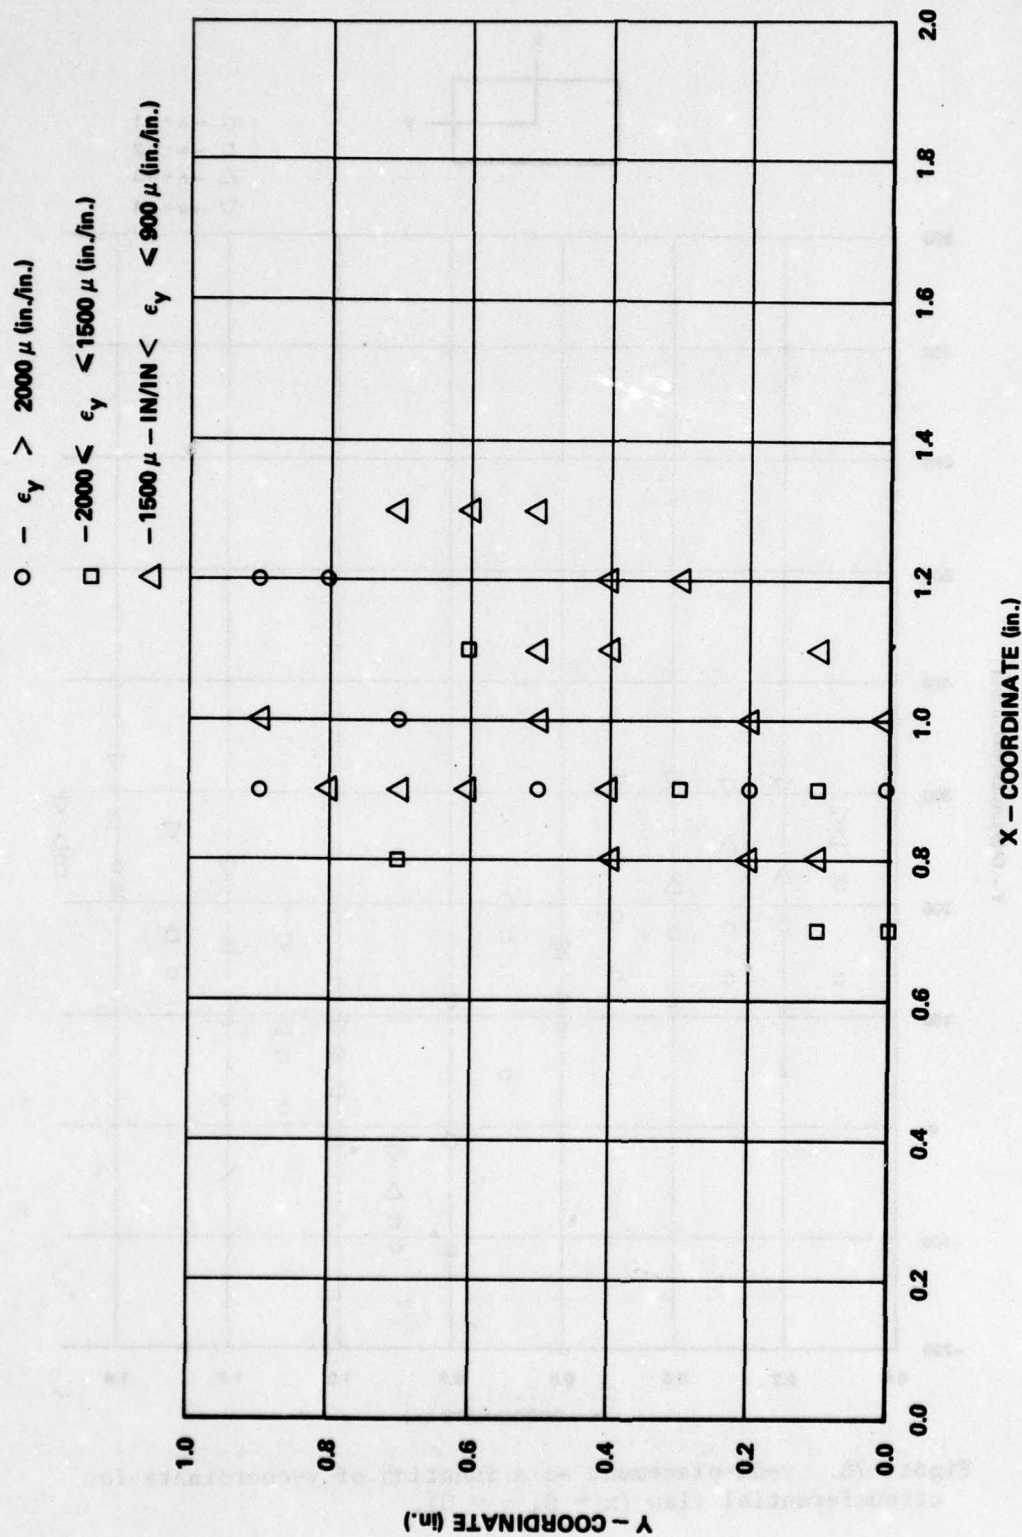 ○ – ϵy > 2000 μ (in./in.)
□ – 2000 < ϵy < 1500 μ (in./in.)
△ – 1500 μ – IN/IN < ϵy < 900 μ (in./in.)
Y – COORDINATE (in.)
1.0
0.8
0.6
0.4
0.2
0.0
0.0 0.2 0.4 0.6 0.8 1.0 1.2 1.4 1.6 1.8 2.0
X – COORDINATE (in.)